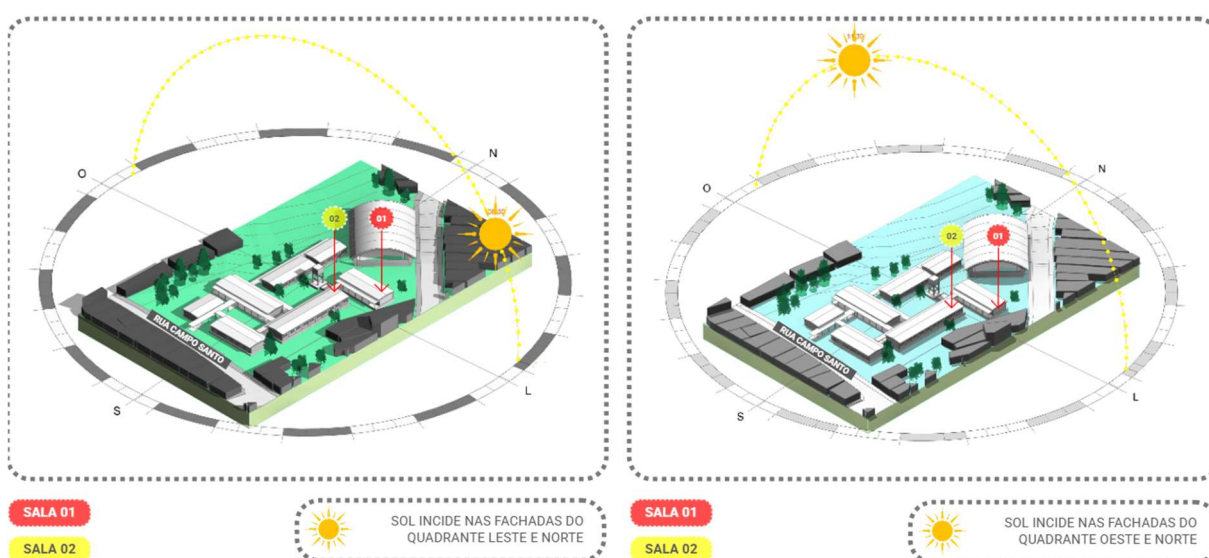 O
N
02
01
RUA CAMPO SANTO
S
L
SALA 01
SALA 02
SOL INCIDE NAS FACHADAS DO
QUADRANTE LESTE E NORTE
O
N
02
01
RUA CAMPO SANTO
S
L
SALA 01
SALA 02
SOL INCIDE NAS FACHADAS DO
QUADRANTE OESTE E NORTE